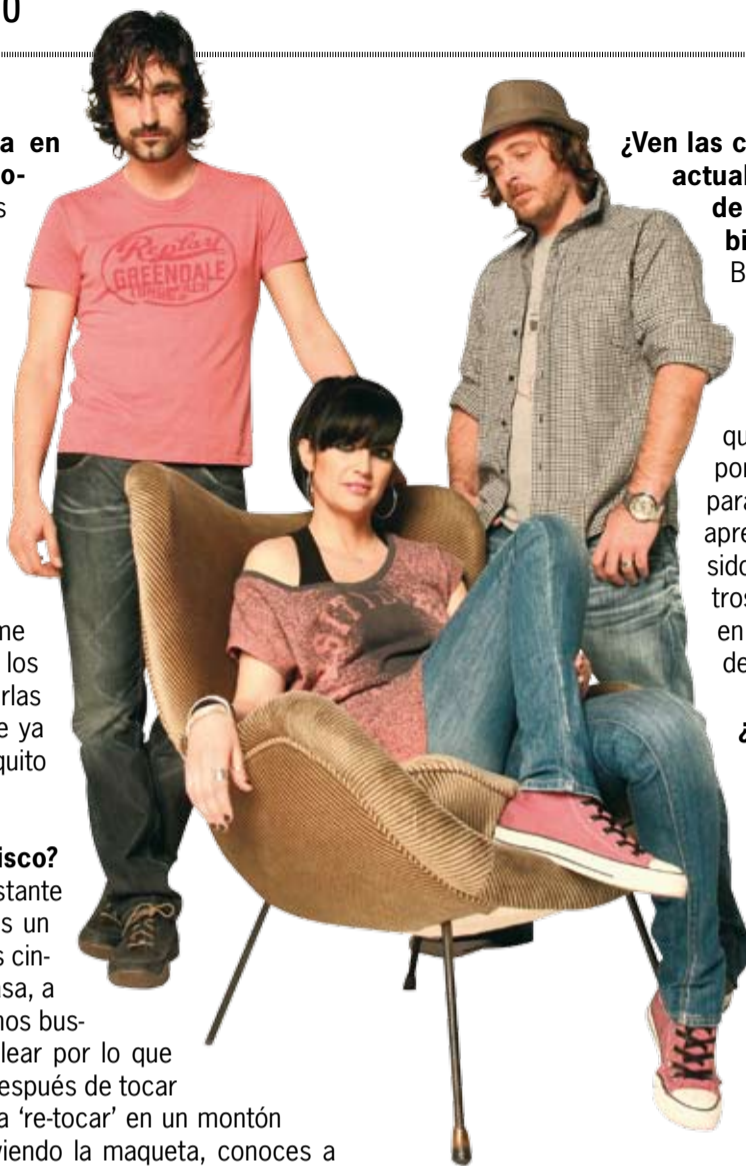 0
a en
o-
s
me
los
rlas
e ya
quito
isco?
stante
s un
s cin-
nsa, a
nos bus-
lear por lo que
espués de tocar
a ‘re-tocar’ en un montón
viendo la maqueta, conoces a
¿Ven las c
actual
de
bi
B
qu
por
para
apre
sido
tros
en
de
¿
Replay
GREENDALE